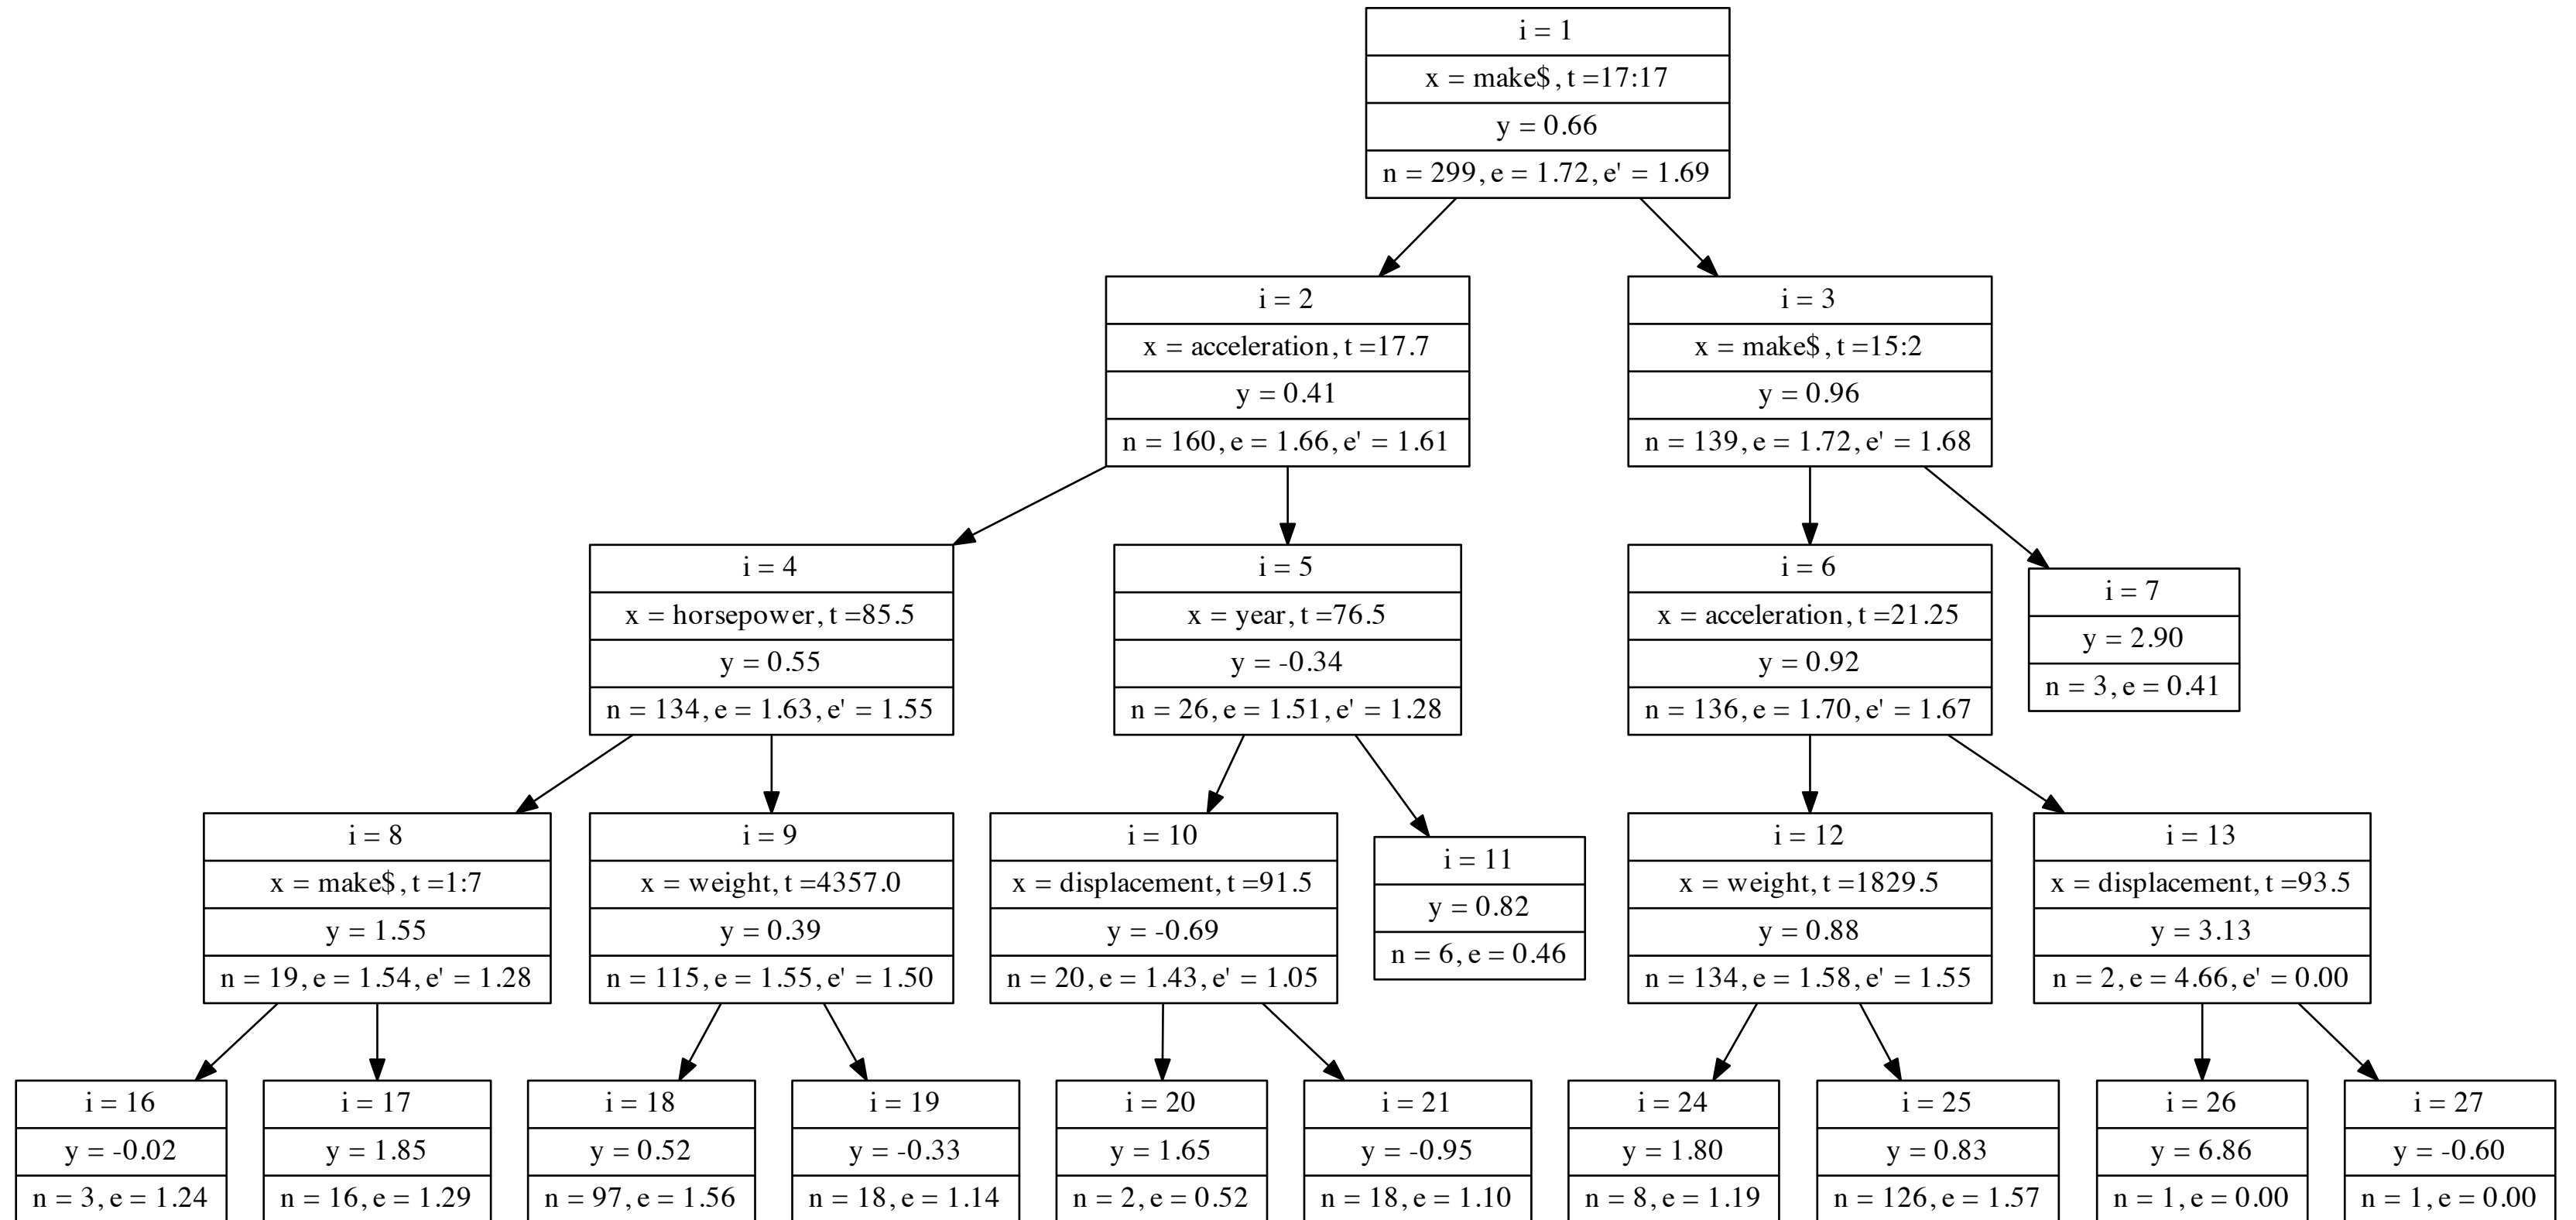 i = 1
x = make$, t =17:17
y = 0.66
n = 299, e = 1.72, e' = 1.69
i = 2
x = acceleration, t =17.7
y = 0.41
n = 160, e = 1.66, e' = 1.61
i = 3
x = make$, t =15:2
y = 0.96
n = 139, e = 1.72, e' = 1.68
i = 4
x = horsepower, t =85.5
y = 0.55
n = 134, e = 1.63, e' = 1.55
i = 5
x = year, t =76.5
y = -0.34
n = 26, e = 1.51, e' = 1.28
i = 6
x = acceleration, t =21.25
y = 0.92
n = 136, e = 1.70, e' = 1.67
i = 7
y = 2.90
n = 3, e = 0.41
i = 8
x = make$, t =1:7
y = 1.55
n = 19, e = 1.54, e' = 1.28
i = 9
x = weight, t =4357.0
y = 0.39
n = 115, e = 1.55, e' = 1.50
i = 10
x = displacement, t =91.5
y = -0.69
n = 20, e = 1.43, e' = 1.05
i = 11
y = 0.82
n = 6, e = 0.46
i = 12
x = weight, t =1829.5
y = 0.88
n = 134, e = 1.58, e' = 1.55
i = 13
x = displacement, t =93.5
y = 3.13
n = 2, e = 4.66, e' = 0.00
i = 16
y = -0.02
n = 3, e = 1.24
i = 17
y = 1.85
n = 16, e = 1.29
i = 18
y = 0.52
n = 97, e = 1.56
i = 19
y = -0.33
n = 18, e = 1.14
i = 20
y = 1.65
n = 2, e = 0.52
i = 21
y = -0.95
n = 18, e = 1.10
i = 24
y = 1.80
n = 8, e = 1.19
i = 25
y = 0.83
n = 126, e = 1.57
i = 26
y = 6.86
n = 1, e = 0.00
i = 27
y = -0.60
n = 1, e = 0.00